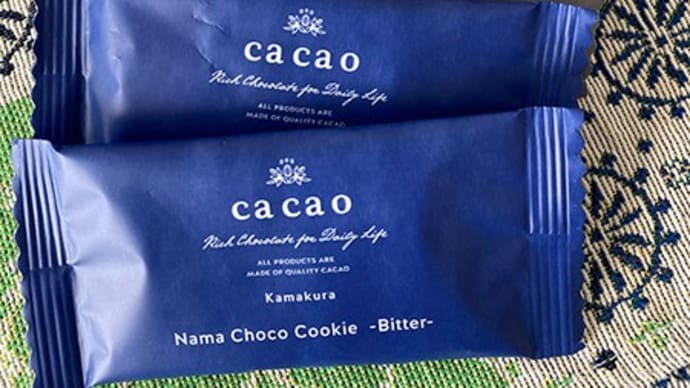 cacao
Rich Chocolate for Daily Life
ALL PRODUCTS ARE
MADE OF QUALITY CACAO
cacao
Rich Chocolate for Daily Life
ALL PRODUCTS ARE
MADE OF QUALITY CACAO
Kamakura
Nama Choco Cookie -Bitter-